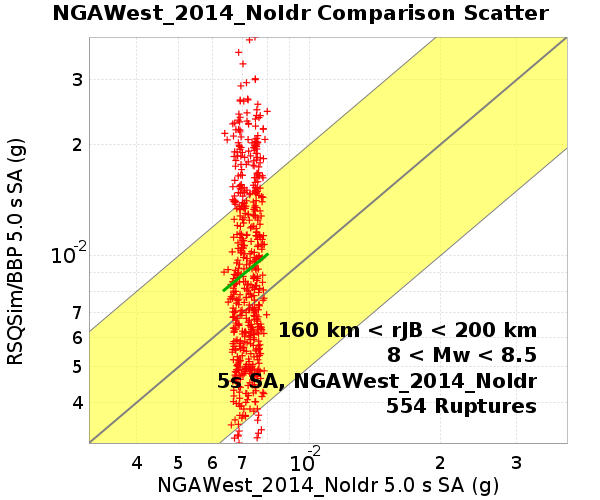 NGAWest_2014_NoIdr Comparison Scatter
RSQSim/BBP 5.0 s SA (g)
3
2
10-2
7
6
5
4
160 km < rJB < 200 km
8 < Mw < 8.5
5s SA, NGAWest_2014_NoIdr
554 Ruptures
4 5 6 7 10-2 2 3
NGAWest_2014_NoIdr 5.0 s SA (g)